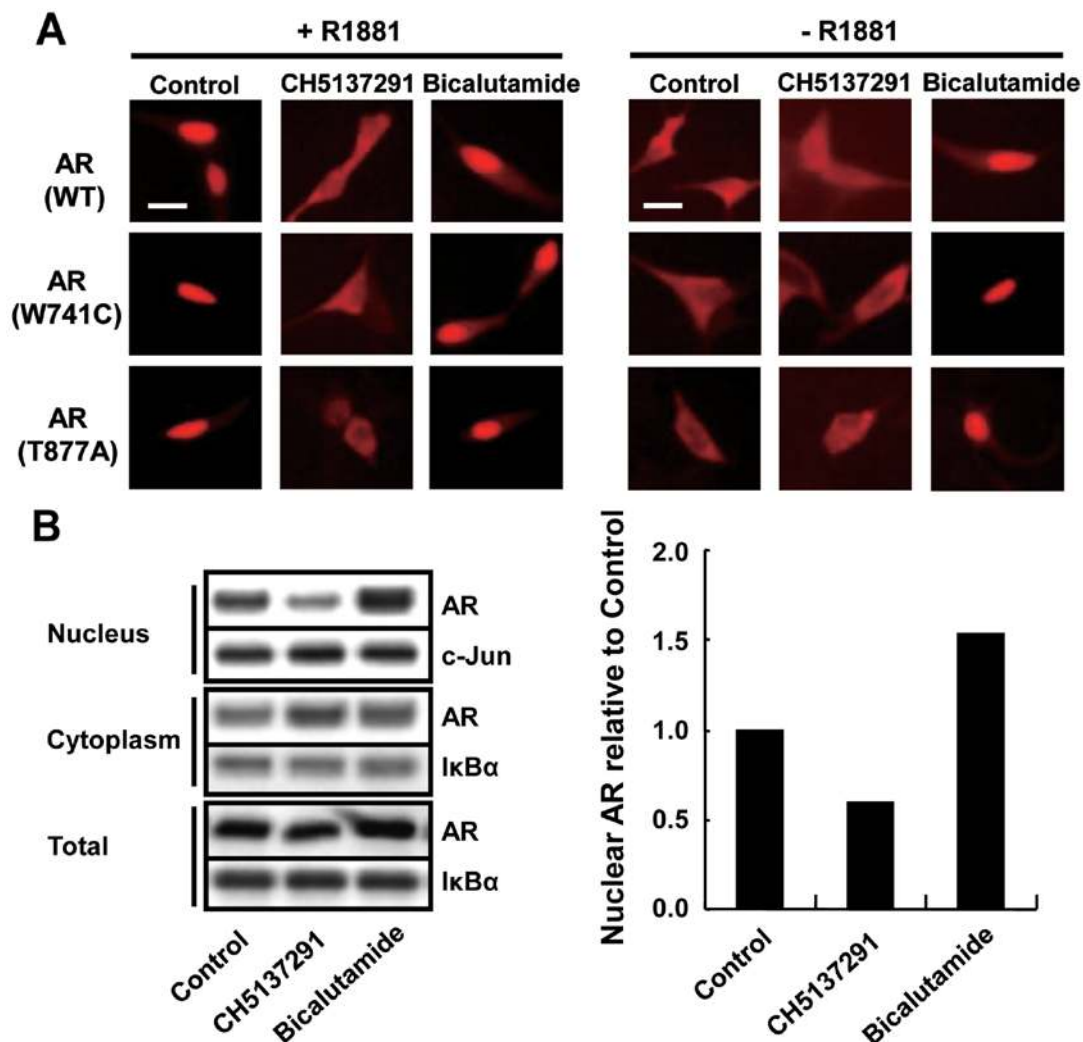 A
+ R1881
- R1881
Control CH5137291 Bicalutamide
Control CH5137291 Bicalutamide
AR
(WT)
AR
(W741C)
AR
(T877A)
B
Nucleus
AR
c-Jun
Cytoplasm
AR
IκBα
Total
AR
IκBα
Control
CH5137291
Bicalutamide
Nuclear AR relative to Control
2.0
1.5
1.0
0.5
0.0
Control
CH5137291
Bicalutamide